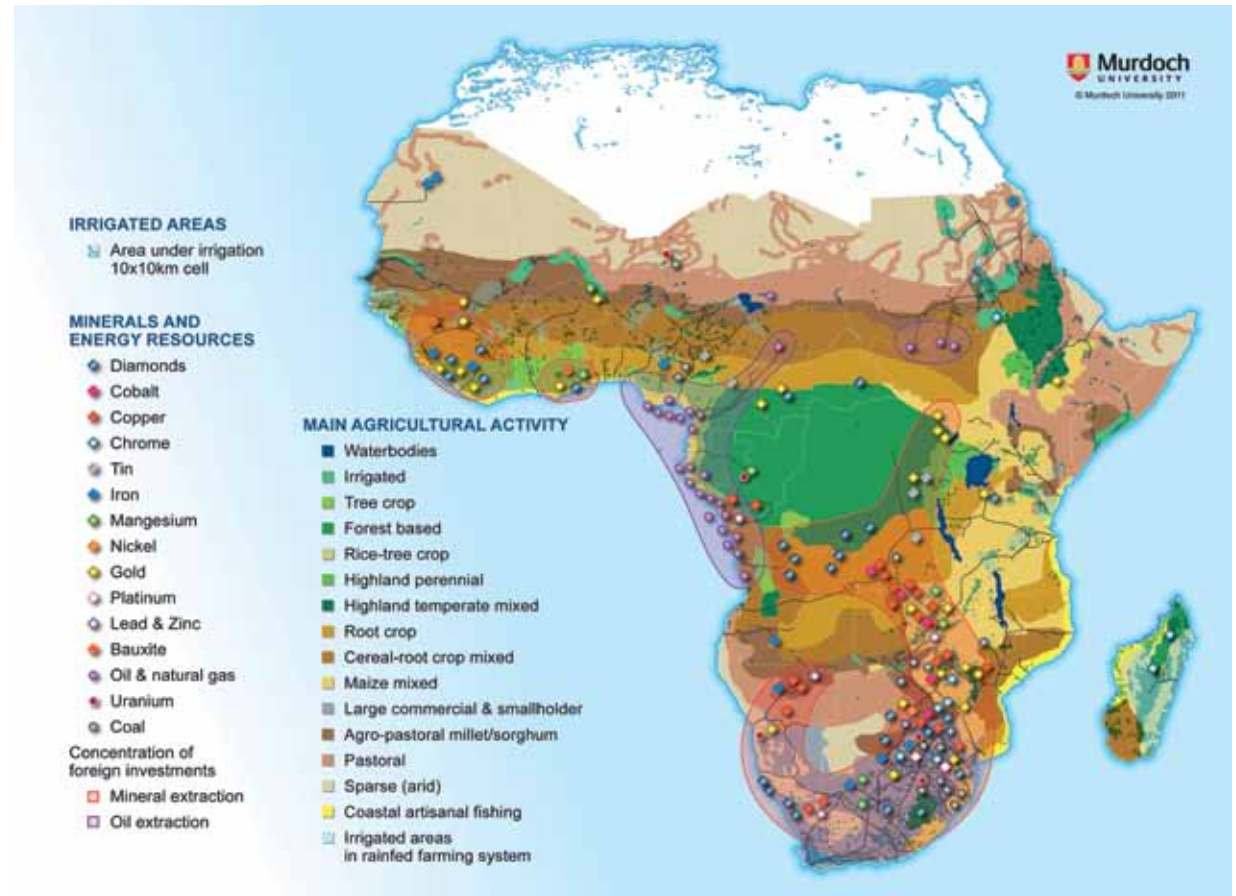 Murdoch
UNIVERSITY
© Murdoch University 2011
IRRIGATED AREAS
Area under irrigation
10x10km cell
MINERALS AND
ENERGY RESOURCES
Diamonds
Cobalt
Copper
Chrome
Tin
Iron
Mangesium
Nickel
Gold
Platinum
Lead & Zinc
Bauxite
Oil & natural gas
Uranium
Coal
Concentration of
foreign investments
Mineral extraction
Oil extraction
MAIN AGRICULTURAL ACTIVITY
Waterbodies
Irrigated
Tree crop
Forest based
Rice-tree crop
Highland perennial
Highland temperate mixed
Root crop
Cereal-root crop mixed
Maize mixed
Large commercial & smallholder
Agro-pastoral millet/sorghum
Pastoral
Sparse (arid)
Coastal artisanal fishing
Irrigated areas
in rainfed farming system